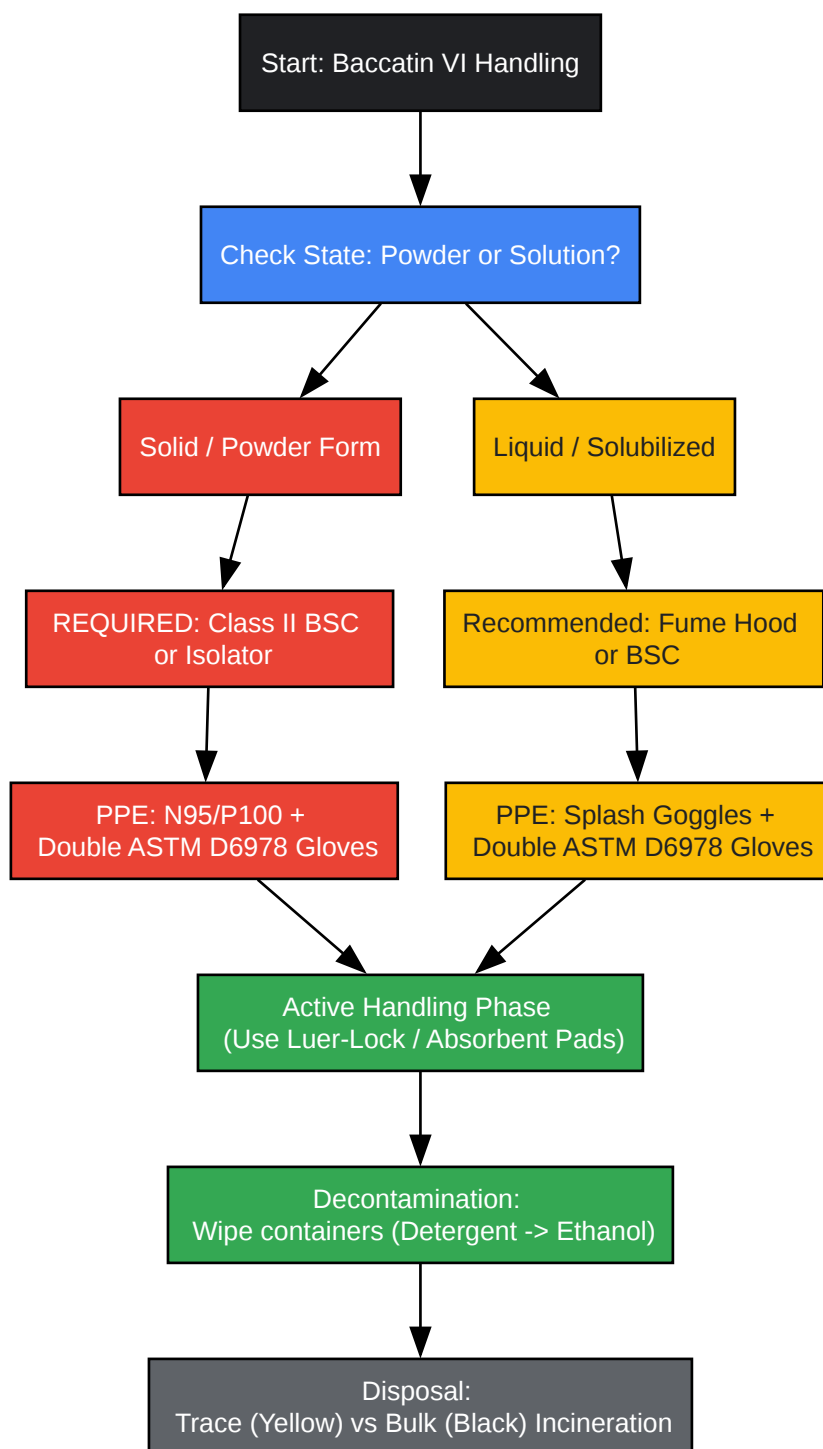 Start: Baccatin VI Handling
Check State: Powder or Solution?
Solid / Powder Form
Liquid / Solubilized
REQUIRED: Class II BSC
or Isolator
Recommended: Fume Hood
or BSC
PPE: N95/P100 +
Double ASTM D6978 Gloves
PPE: Splash Goggles +
Double ASTM D6978 Gloves
Active Handling Phase
(Use Luer-Lock / Absorbent Pads)
Decontamination:
Wipe containers (Detergent -> Ethanol)
Disposal:
Trace (Yellow) vs Bulk (Black) Incineration